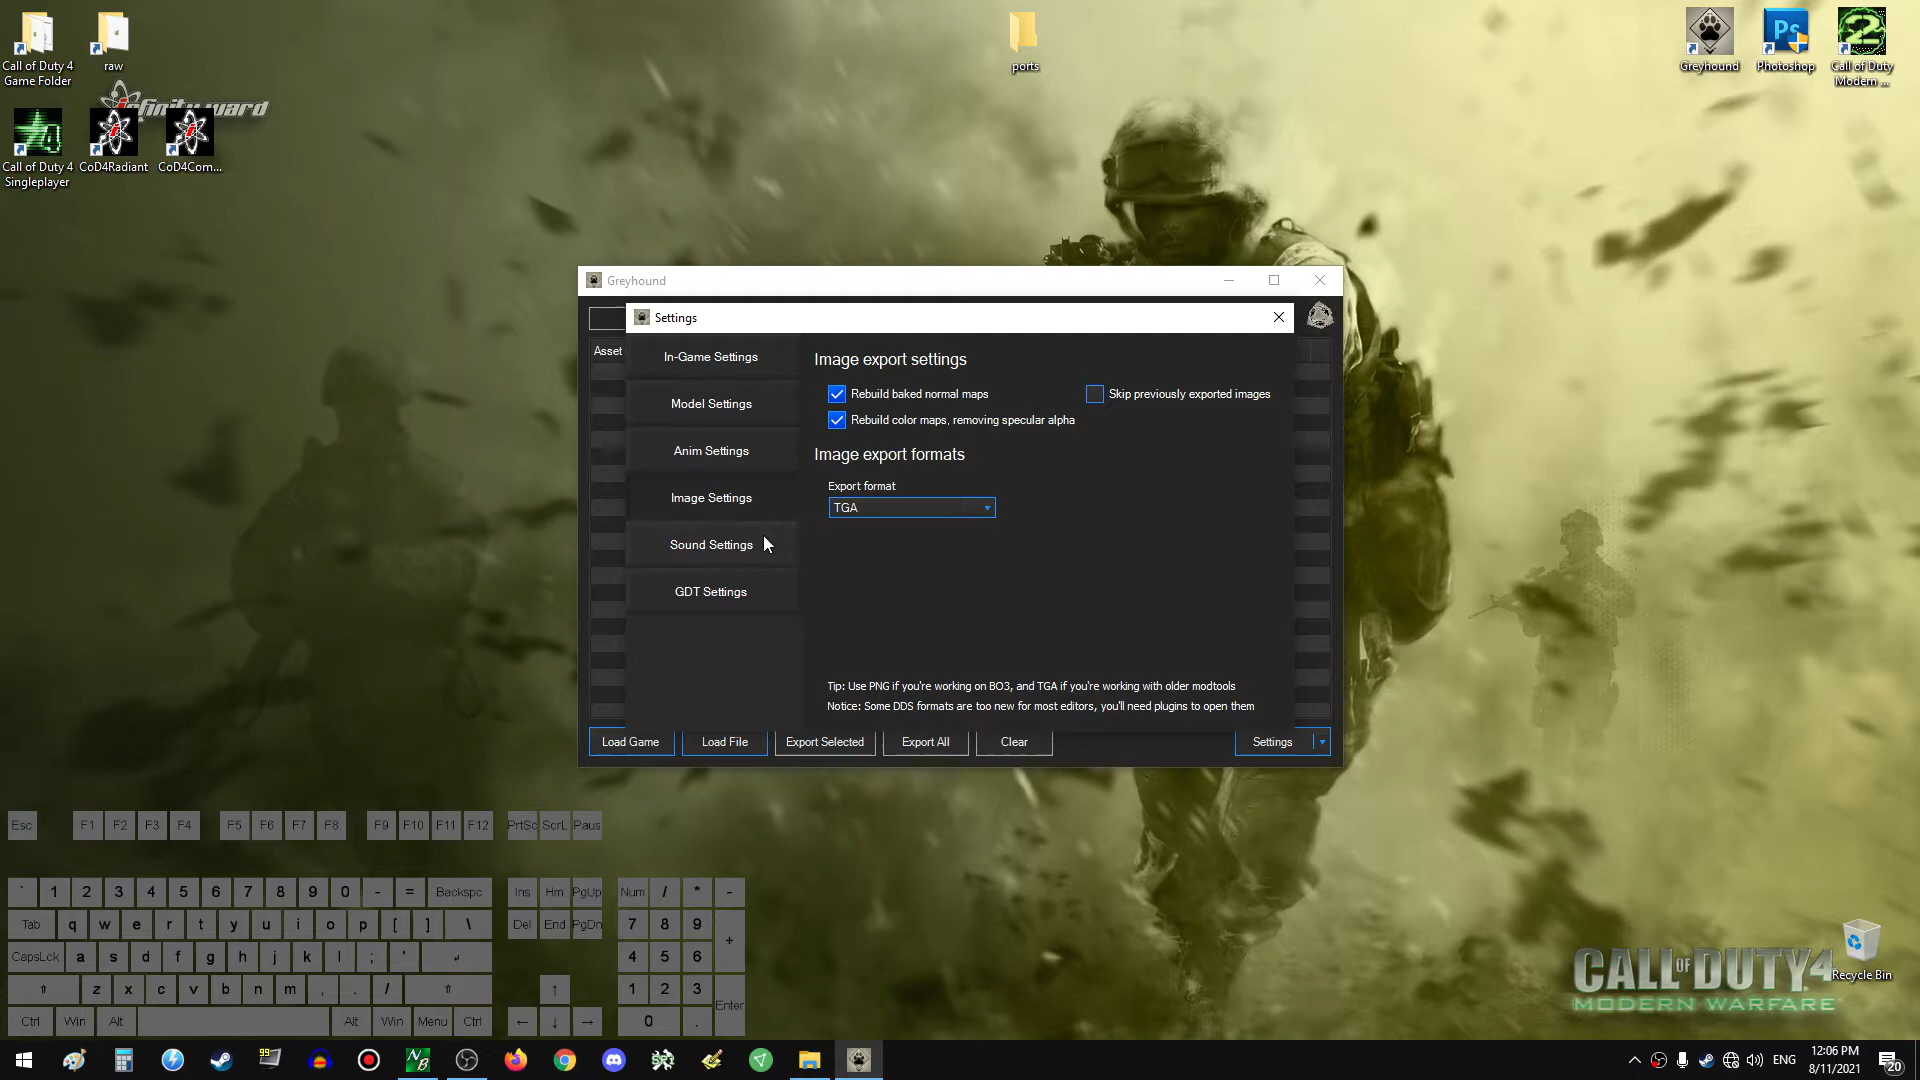 Call of Duty 4
Game Folder
raw
ports
Greyhound
Photoshop
Call of Duty
Modern ...
infinity ward
Call of Duty 4
Singleplayer
CoD4Radiant
CoD4Com...
Greyhound
Settings
Asset
In-Game Settings
Model Settings
Anim Settings
Image Settings
Sound Settings
GDT Settings
Image export settings
Rebuild baked normal maps
Skip previously exported images
Rebuild color maps, removing specular alpha
Image export formats
Export format
TGA
Tip: Use PNG if you're working on BO3, and TGA if you're working with older modtools
Notice: Some DDS formats are too new for most editors, you'll need plugins to open them
Load Game
Load File
Export Selected
Export All
Clear
Settings
Esc F1 F2 F3 F4 F5 F6 F7 F8 F9 F10 F11 F12 PrtSc ScrL Paus
` 1 2 3 4 5 6 7 8 9 0 - = Backspc Ins Hm PgUp Num / * -
Tab q w e r t y u i o p [ ] \ Del End PgDn 7 8 9 +
CapsLck a s d f g h j k l ; ' ↵ 4 5 6
⇧ z x c v b n m , . / ⇧ ↑ 1 2 3 Enter
Ctrl Win Alt Alt Win Menu Ctrl ← ↓ → 0 .
CALL OF DUTY 4
MODERN WARFARE
Recycle Bin
99
ENG
12:06 PM
8/11/2021
20